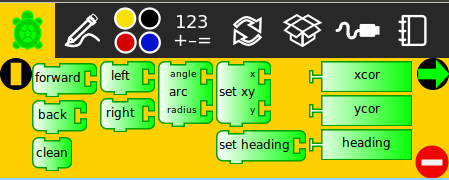 123
+–=
forward
left
angle
arc
radius
x
set xy
y
xcor
back
right
ycor
clean
set heading
heading